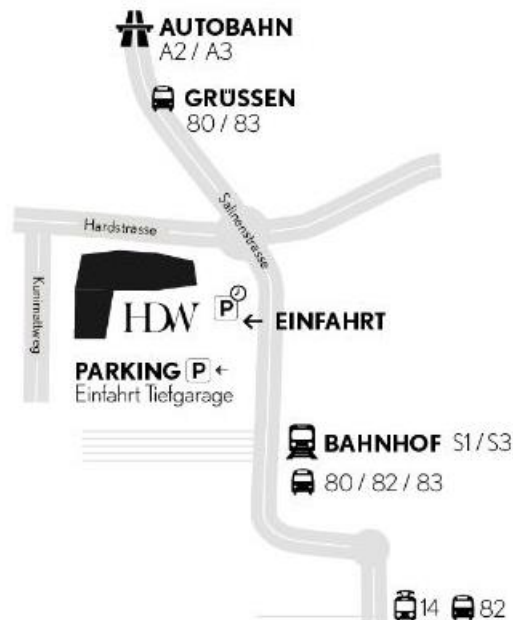 AUTOBAHN
A2 / A3
GRÜSSEN
80 / 83
Salinenstrasse
Hardstrasse
Kunimattweg
HDW
P
← EINFAHRT
PARKING P ←
Einfahrt Tiefgarage
BAHNHOF S1 / S3
80 / 82 / 83
14 82